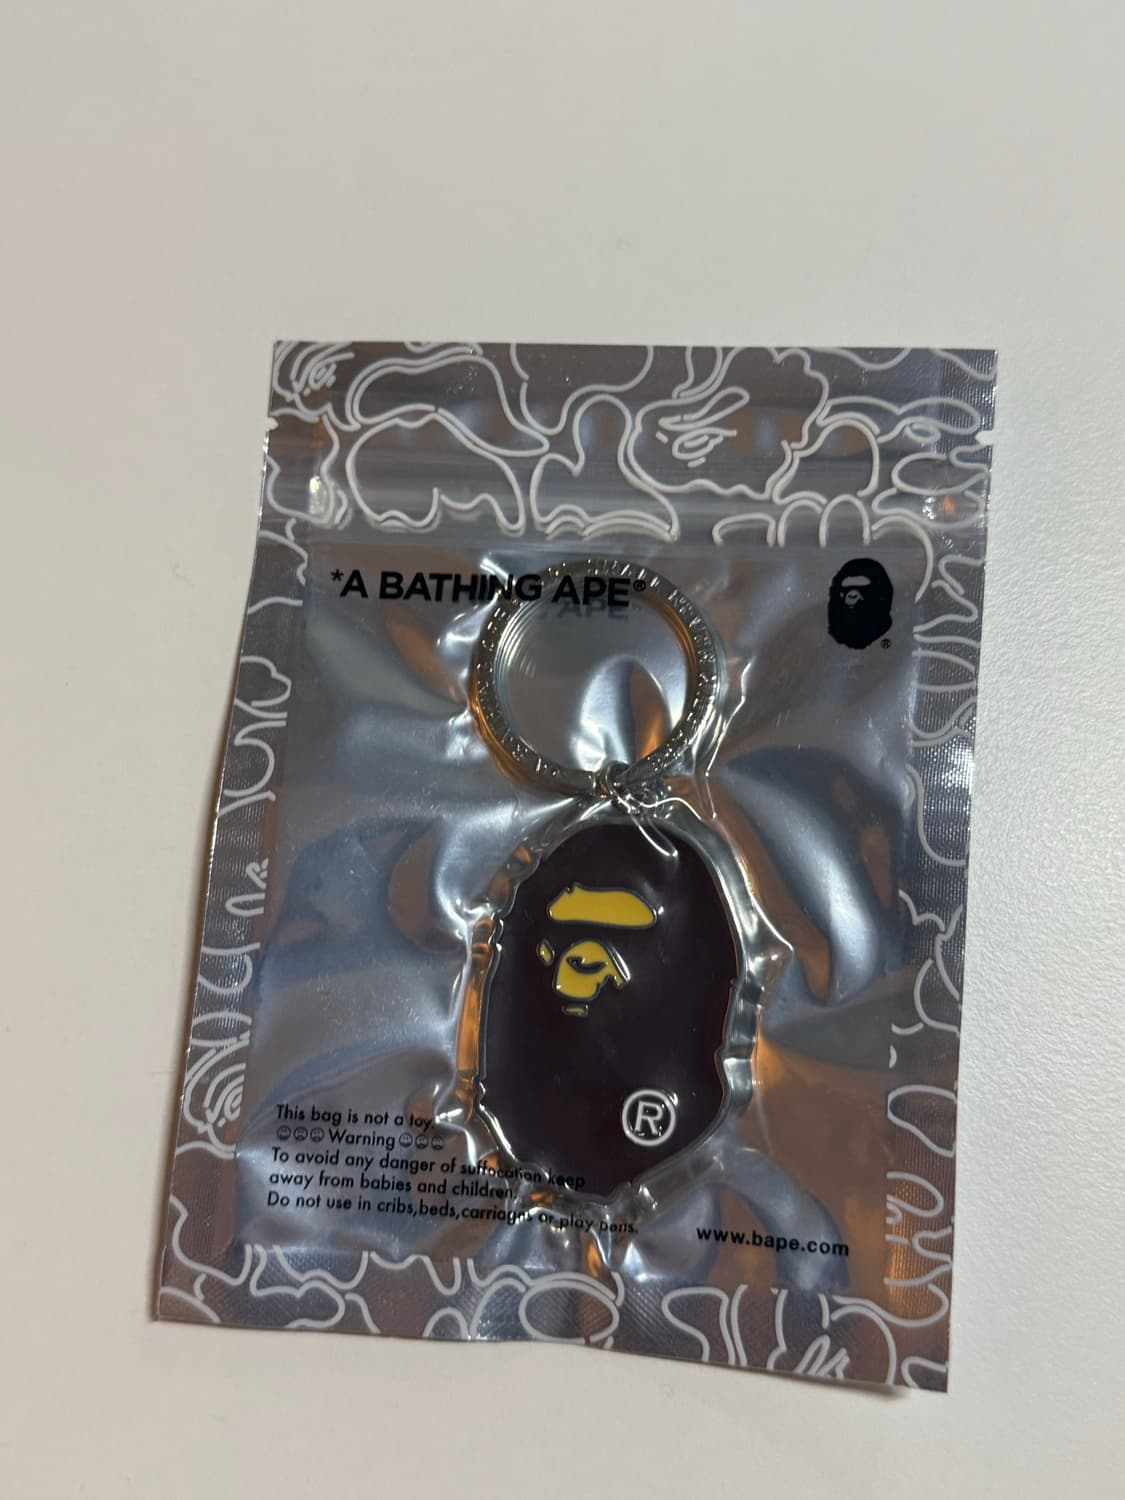 *A BATHING APE®
®
®
This bag is not a toy.
Warning
To avoid any danger of suffocation keep
away from babies and children.
Do not use in cribs,beds,carriages or play pens.
www.bape.com